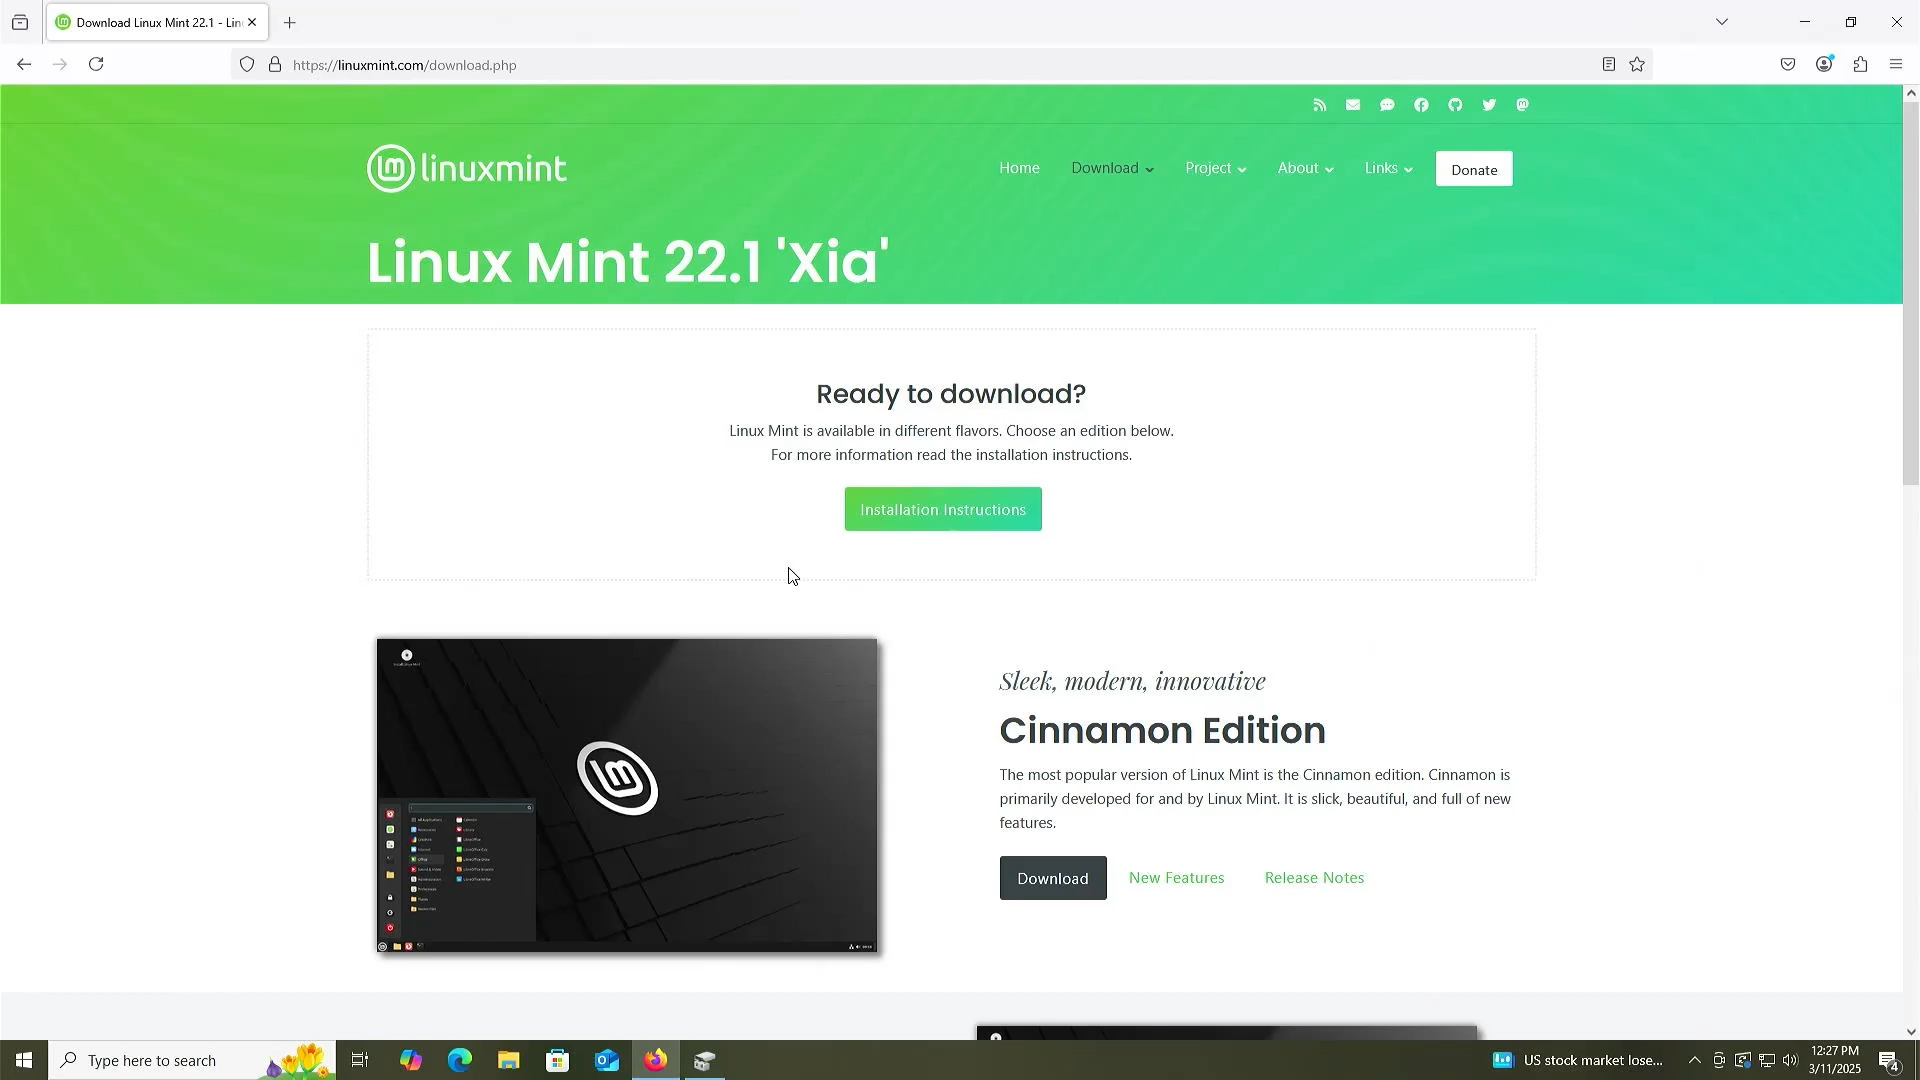 Download Linux Mint 22.1 - Lin
https://linuxmint.com/download.php
linuxmint
Home
Download
Project
About
Links
Donate
Linux Mint 22.1 'Xia'
Ready to download?
Linux Mint is available in different flavors. Choose an edition below.
For more information read the installation instructions.
Installation Instructions
Sleek, modern, innovative
Cinnamon Edition
The most popular version of Linux Mint is the Cinnamon edition. Cinnamon is
primarily developed for and by Linux Mint. It is slick, beautiful, and full of new
features.
Download
New Features
Release Notes
Type here to search
US stock market lose...
12:27 PM
3/11/2025
4